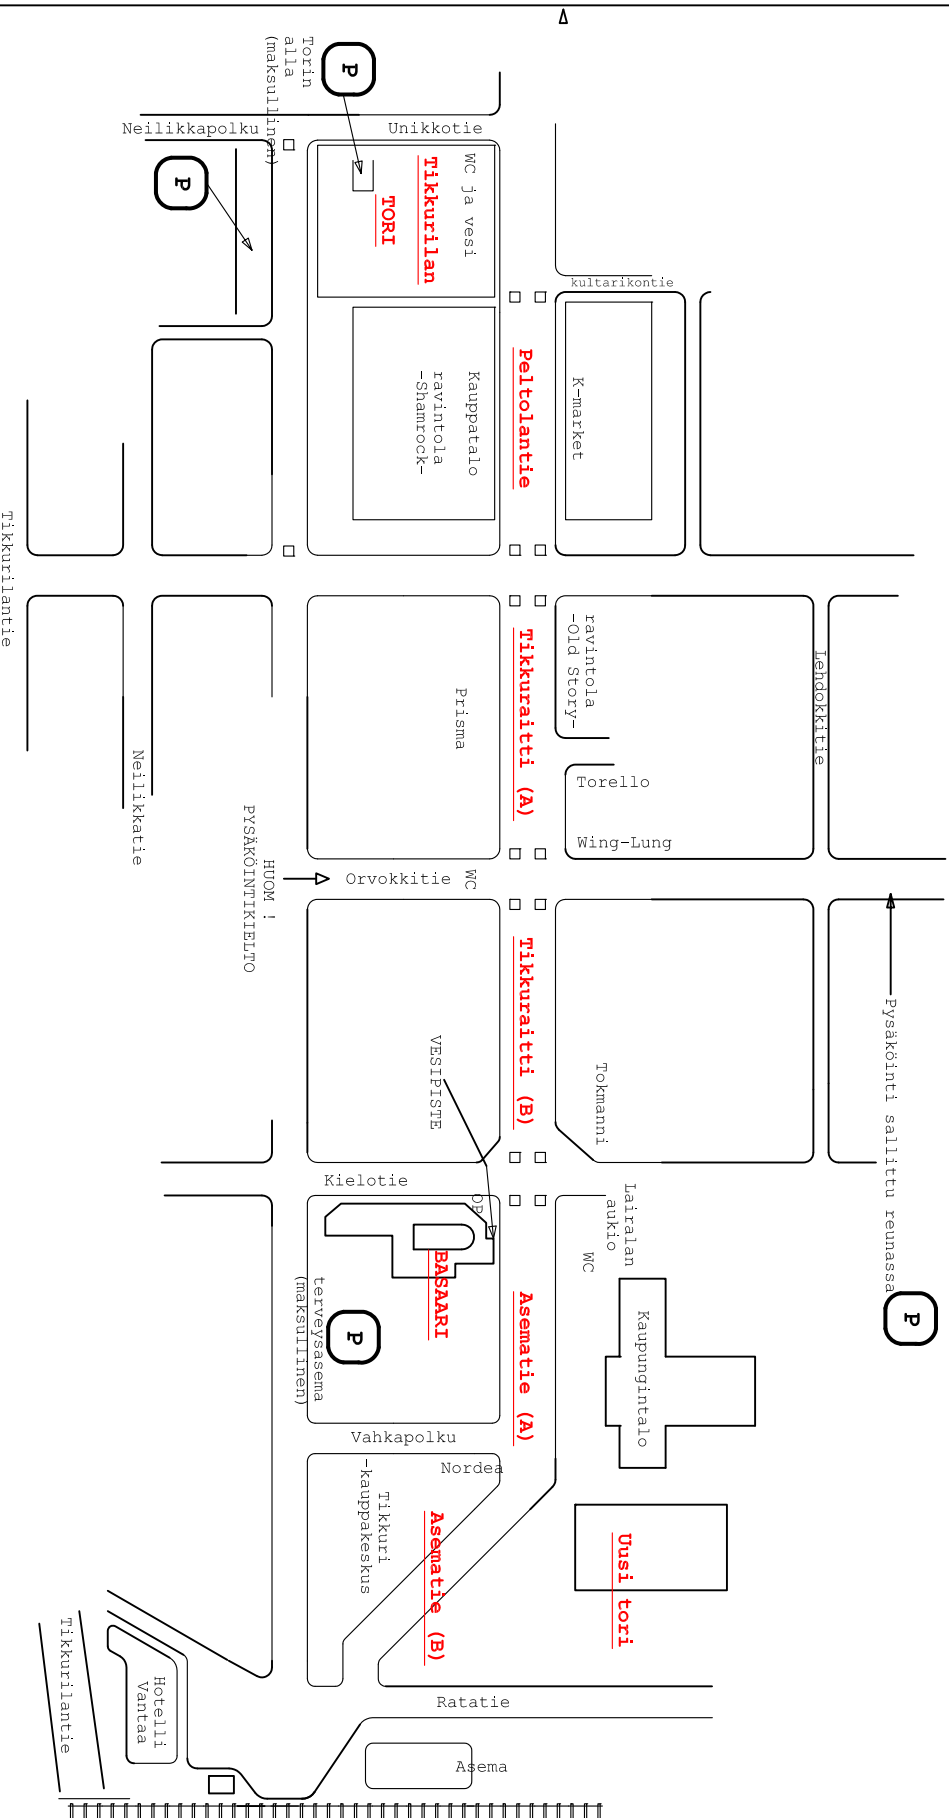 Torin
alla
(maksullinen)
P
Neilikkapolku
Unikkotie
P
WC ja vesi
Tikkurilan
TORI
kultarikontie
Peltolantie
K-market
Kauppatalo
ravintola
-Shamrock-
Tikkurilantie
ravintola
-Old Story-
Tikkuraitti (A)
Prisma
Lehdokkitie
Torello
Wing-Lung
Neilikkatie
HUOM !
PYSÄKÖINTIKIELTO
Orvokkitie
WC
Tikkuraitti (B)
Pysäköinti sallittu reunassa
P
VESIPISTE
Tokmanni
Kielotie
OP
Lairalan
aukio
WC
BASAARI
Asematie (A)
Kaupungintalo
terveysasema
(maksullinen)
P
Vahkapolku
Nordea
Tikkuri
-kauppakeskus
Asematie (B)
Uusi tori
Tikkurilantie
Hotelli
Vantaa
Ratatie
Asema